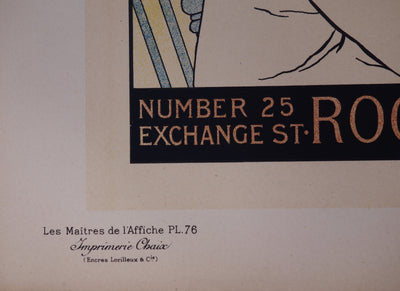 NUMBER 25
EXCHANGE ST· ROC
Les Maîtres de l'Affiche PL.76
Imprimerie Chaix
(Encres Lorilleux & Cie)